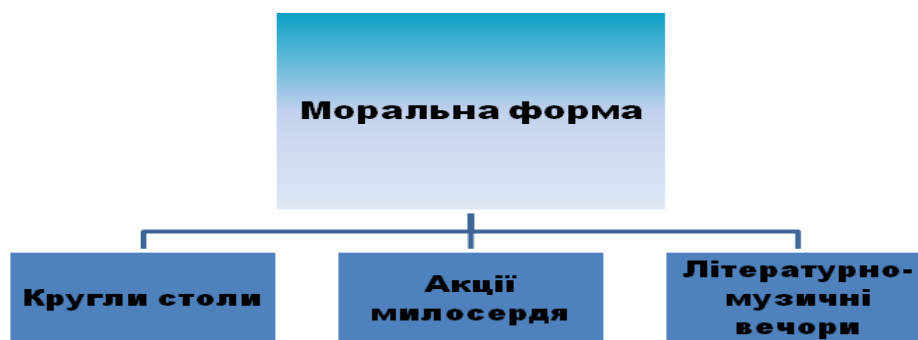 Моральна форма
Кругли столи
Акції
милосердя
Літературно-
музичні
вечори